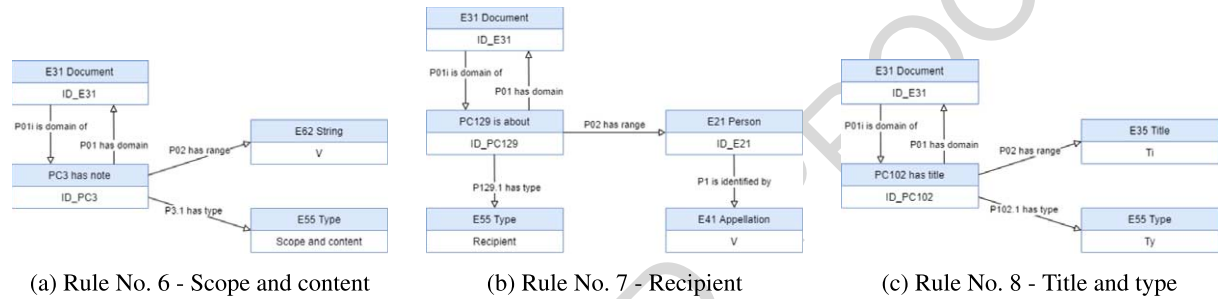 E31 Document
ID_E31
P01i is domain of
P01 has domain
PC3 has note
ID_PC3
P02 has range
E62 String
V
P3.1 has type
E55 Type
Scope and content
(a) Rule No. 6 - Scope and content
E31 Document
ID_E31
P01i is domain of
P01 has domain
PC129 is about
ID_PC129
P02 has range
E21 Person
ID_E21
P129.1 has type
P1 is identified by
E55 Type
Recipient
E41 Appellation
V
(b) Rule No. 7 - Recipient
E31 Document
ID_E31
P01i is domain of
P01 has domain
PC102 has title
ID_PC102
P02 has range
E35 Title
Ti
P102.1 has type
E55 Type
Ty
(c) Rule No. 8 - Title and type